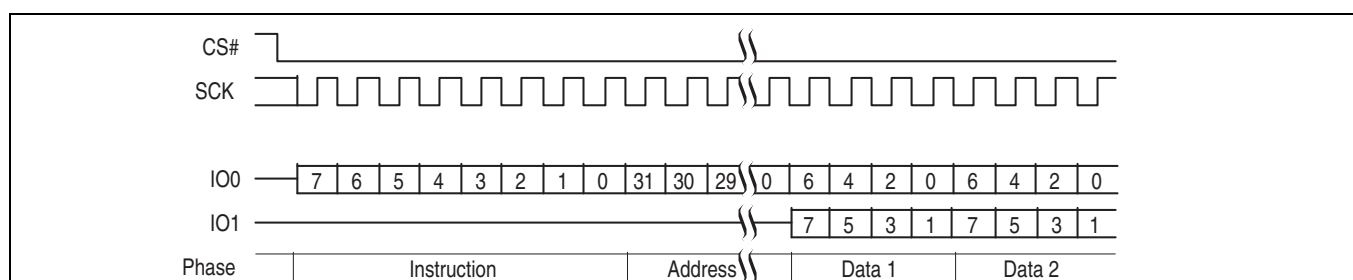 CS#
SCK
IO0 7 6 5 4 3 2 1 0 31 30 29 0 6 4 2 0 6 4 2 0
IO1 7 5 3 1 7 5 3 1
Phase Instruction Address Data 1 Data 2